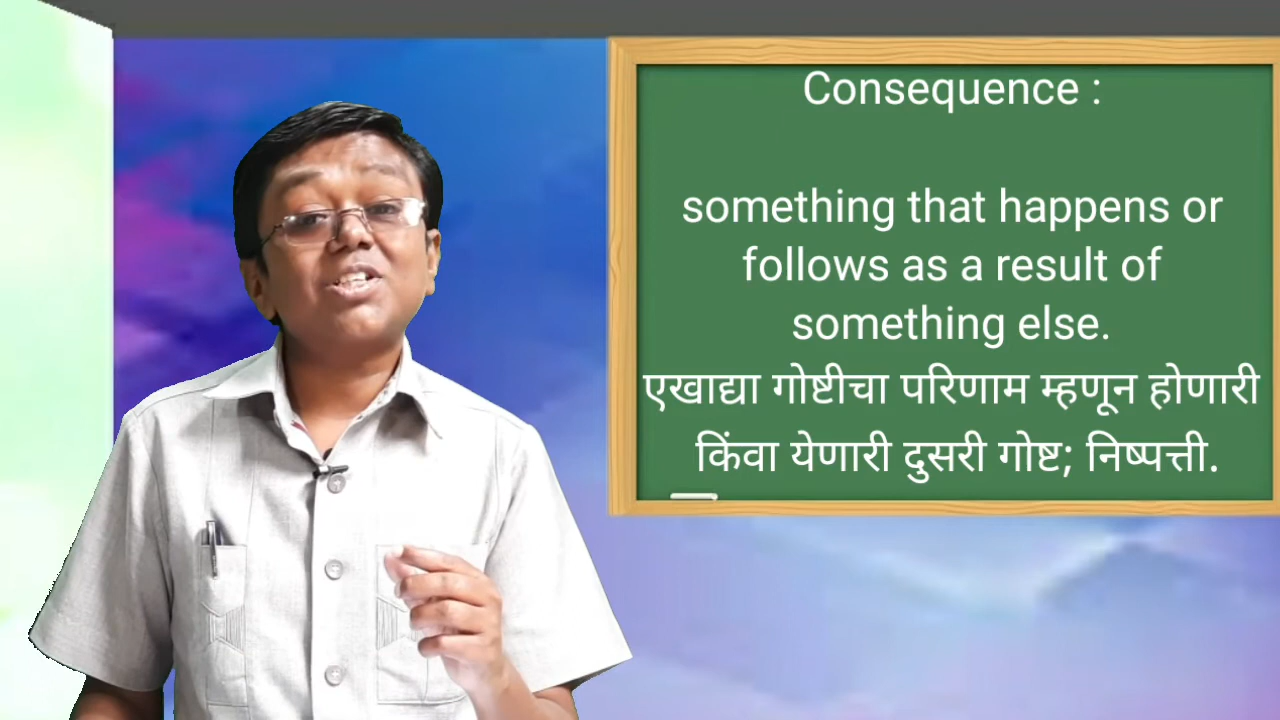 Consequence :
something that happens or
follows as a result of
something else.
एखाद्या गोष्टीचा परिणाम म्हणून होणारी
किंवा येणारी दुसरी गोष्ट; निष्पत्ती.